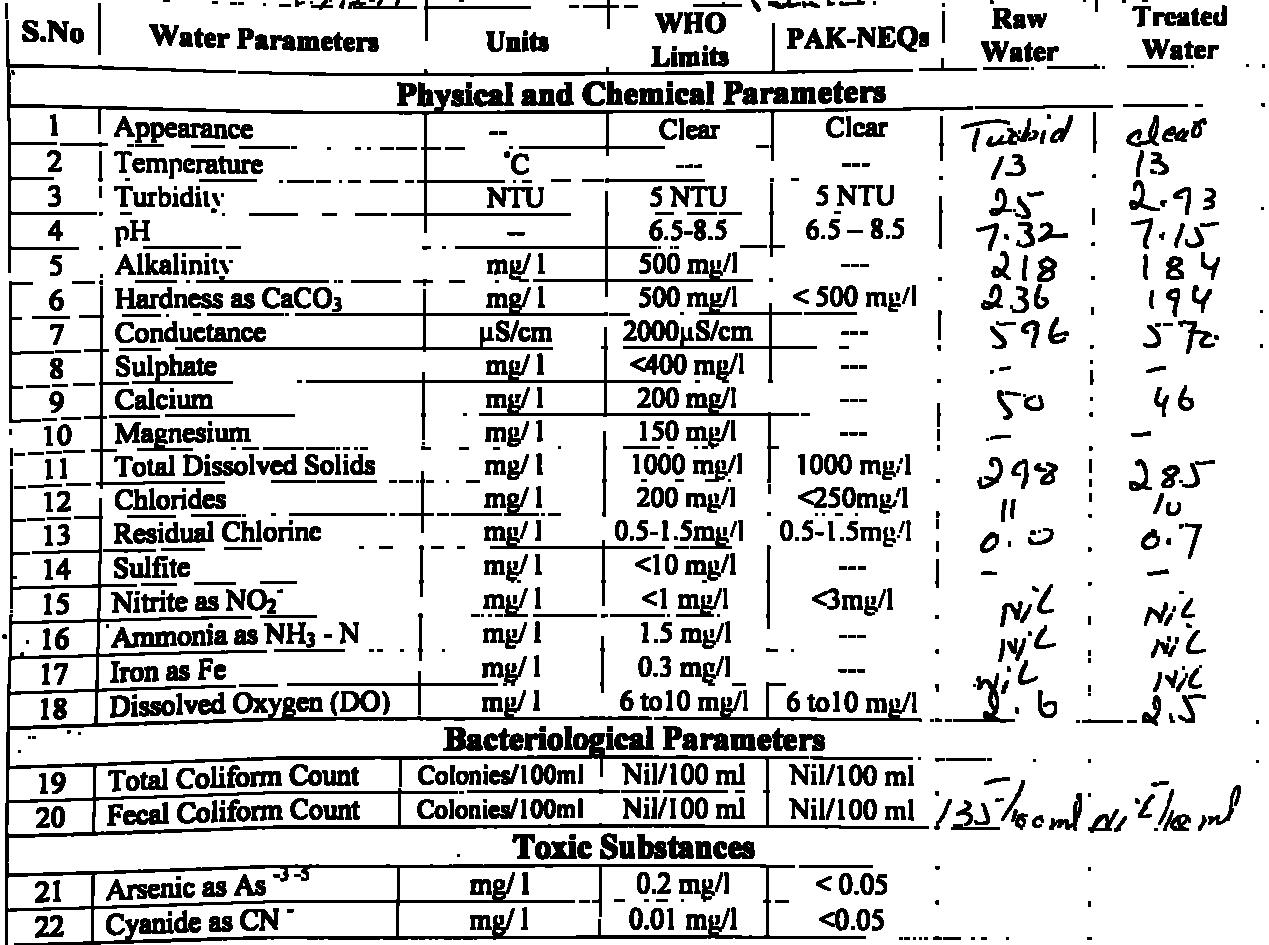 S.No Water Parameters Units WHO Limits PAK-NEQs Raw Water Treated Water
Physical and Chemical Parameters
1 Appearance -- Clear Clear Turbid clear
2 Temperature °C --- --- 13 13
3 Turbidity NTU 5 NTU 5 NTU 25 2.93
4 pH -- 6.5-8.5 6.5 – 8.5 7.32 7.15
5 Alkalinity mg/ l 500 mg/l --- 218 184
6 Hardness as CaCO3 mg/ l 500 mg/l < 500 mg/l 236 194
7 Conductance µS/cm 2000µS/cm --- 596 570
8 Sulphate mg/ l <400 mg/l --- - -
9 Calcium mg/ l 200 mg/l --- 50 46
10 Magnesium mg/ l 150 mg/l --- - -
11 Total Dissolved Solids mg/ l 1000 mg/l 1000 mg/l 298 285
12 Chlorides mg/ l 200 mg/l <250mg/l 11 10
13 Residual Chlorine mg/ l 0.5-1.5mg/l 0.5-1.5mg/l 0.0 0.7
14 Sulfite mg/ l <10 mg/l --- - -
15 Nitrite as NO2- mg/ l <1 mg/l <3mg/l Nil Nil
16 Ammonia as NH3 - N mg/ l 1.5 mg/l --- Nil Nil
17 Iron as Fe mg/ l 0.3 mg/l --- Nil Nil
18 Dissolved Oxygen (DO) mg/ l 6 to10 mg/l 6 to10 mg/l 2.6 2.5
Bacteriological Parameters
19 Total Coliform Count Colonies/100ml Nil/100 ml Nil/100 ml - -
20 Fecal Coliform Count Colonies/100ml Nil/100 ml Nil/100 ml 135/100ml Nil/100 ml
Toxic Substances
21 Arsenic as As -3 -5 mg/ l 0.2 mg/l < 0.05
22 Cyanide as CN - mg/ l 0.01 mg/l <0.05